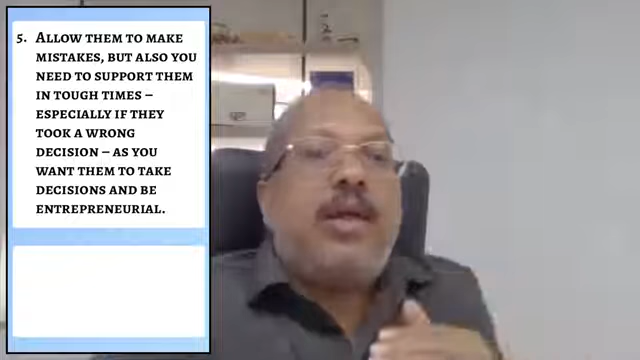 5. Allow them to make
mistakes, but also you
need to support them
in tough times –
especially if they
took a wrong
decision – as you
want them to take
decisions and be
entrepreneurial.